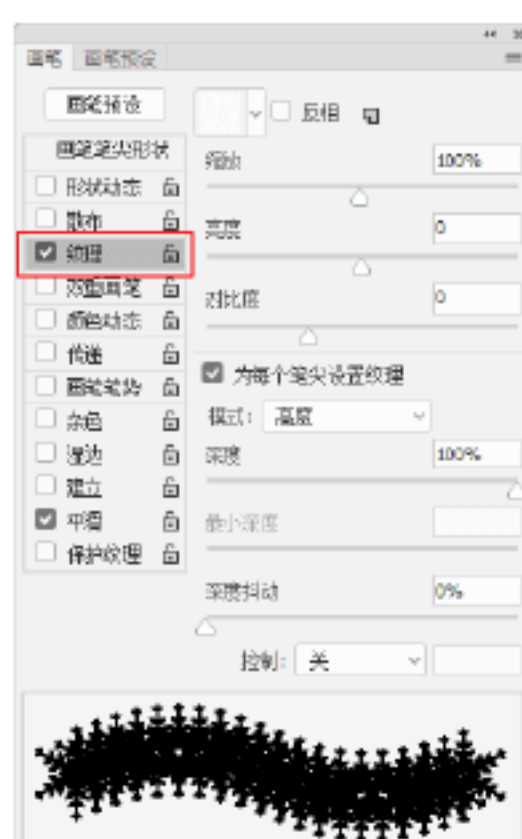 画笔 画笔预设
画笔预设
反相
画笔笔尖形状
缩放 100%
形状动态
散布
亮度 0
纹理
双重画笔
对比度 0
颜色动态
传递
为每个笔尖设置纹理
画笔笔势
杂色
模式: 高度
湿边
深度 100%
建立
平滑
最小深度
保护纹理
深度抖动 0%
控制: 关